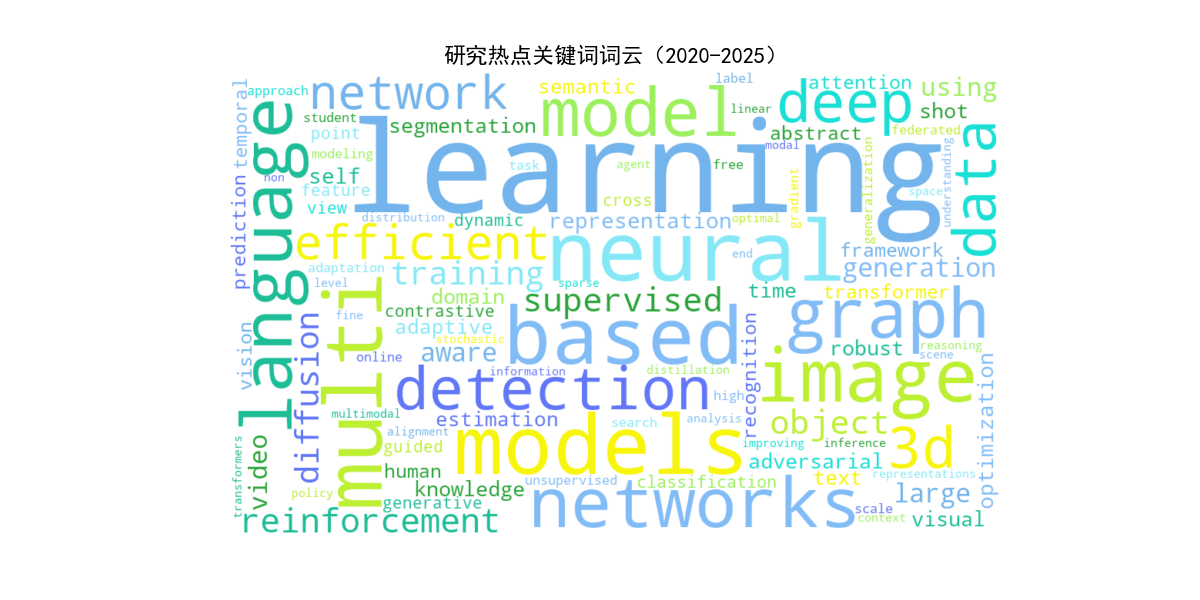 研究热点关键词词云（2020-2025）
label
approach
network
semantic
model
deep
attention
using
temporal
student
point
segmentation
linear
abstract
shot
federated
language
learning
modal
data
modeling
non
self
feature
view
task
agent
free
cross
gradient
generalization
understanding
space
prediction
distribution
dynamic
representation
optimal
efficient
neural
end
framework
generation
adaptation
level
training
sparse
time
transformer
domain
supervised
multi
contrastive
adaptive
fine
stochastic
based
graph
vision
diffusion
online
aware
robust
reasoning
scene
recognition
information
distillation
detection
image
optimization
high
multimodal
estimation
search
analysis
object
alignment
guided
models
improving
inference
3d
video
transformers
human
adversarial
text
representations
policy
knowledge
unsupervised
classification
large
generative
networks
scale
context
visual
reinforcement